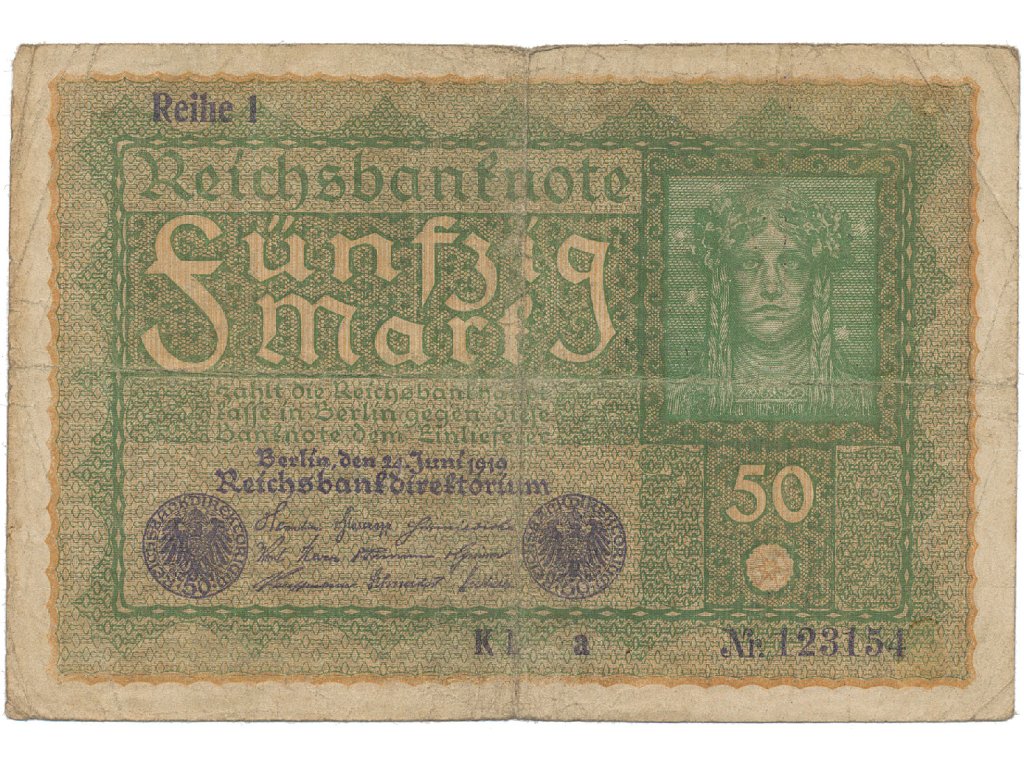 Reihe 1
Reichsbanknote
Fünfzig
Mark
zahlt die Reichsbankhaupt
kasse in Berlin gegen diese
Banknote dem Einlieferer
Berlin, den 24. Juni 1919
Reichsbankdirektorium
50
K 1 a
Nr. 123154